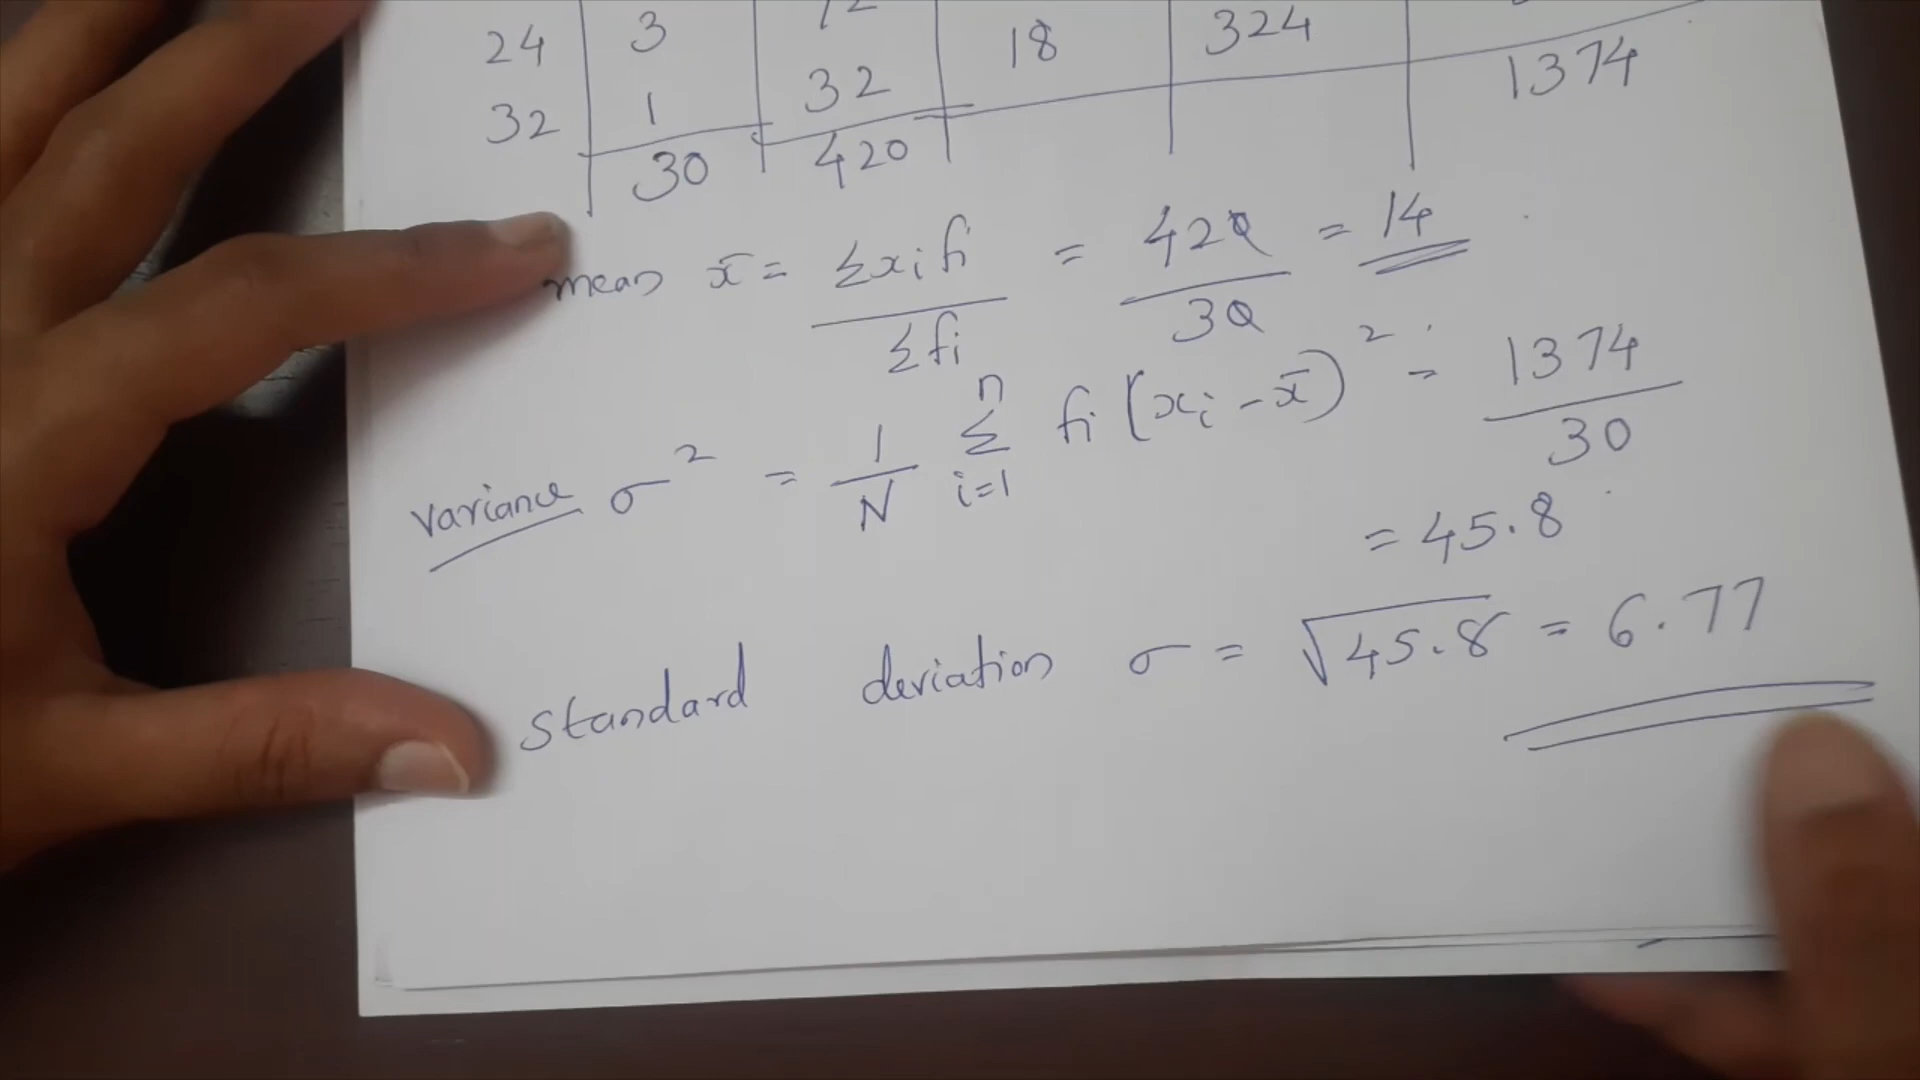 24 3 18 324
32 1 32 1374
30 420
mean x̄ = Σxifi / Σfi = 420 / 30 = 14
variance σ² = 1/N Σ i=1 n fi (xi - x̄)² = 1374 / 30
= 45.8
standard deviation σ = √45.8 = 6.77